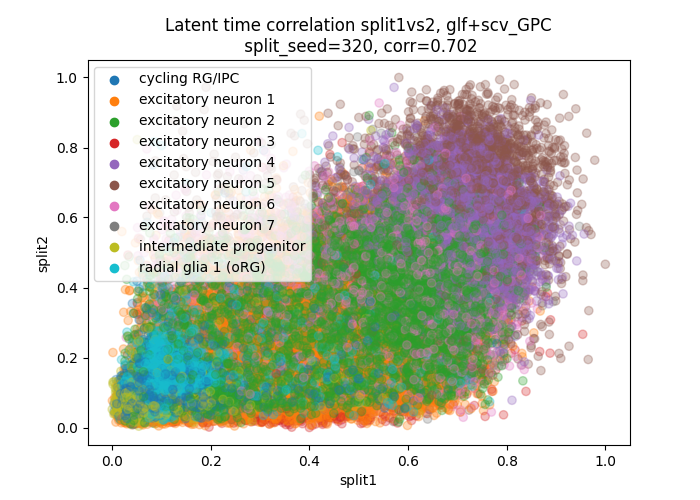 Latent time correlation split1vs2, glf+scv_GPC
split_seed=320, corr=0.702
cycling RG/IPC
excitatory neuron 1
excitatory neuron 2
excitatory neuron 3
excitatory neuron 4
excitatory neuron 5
excitatory neuron 6
excitatory neuron 7
intermediate progenitor
radial glia 1 (oRG)
1.0
0.8
0.6
0.4
0.2
0.0
split2
0.0 0.2 0.4 0.6 0.8 1.0
split1